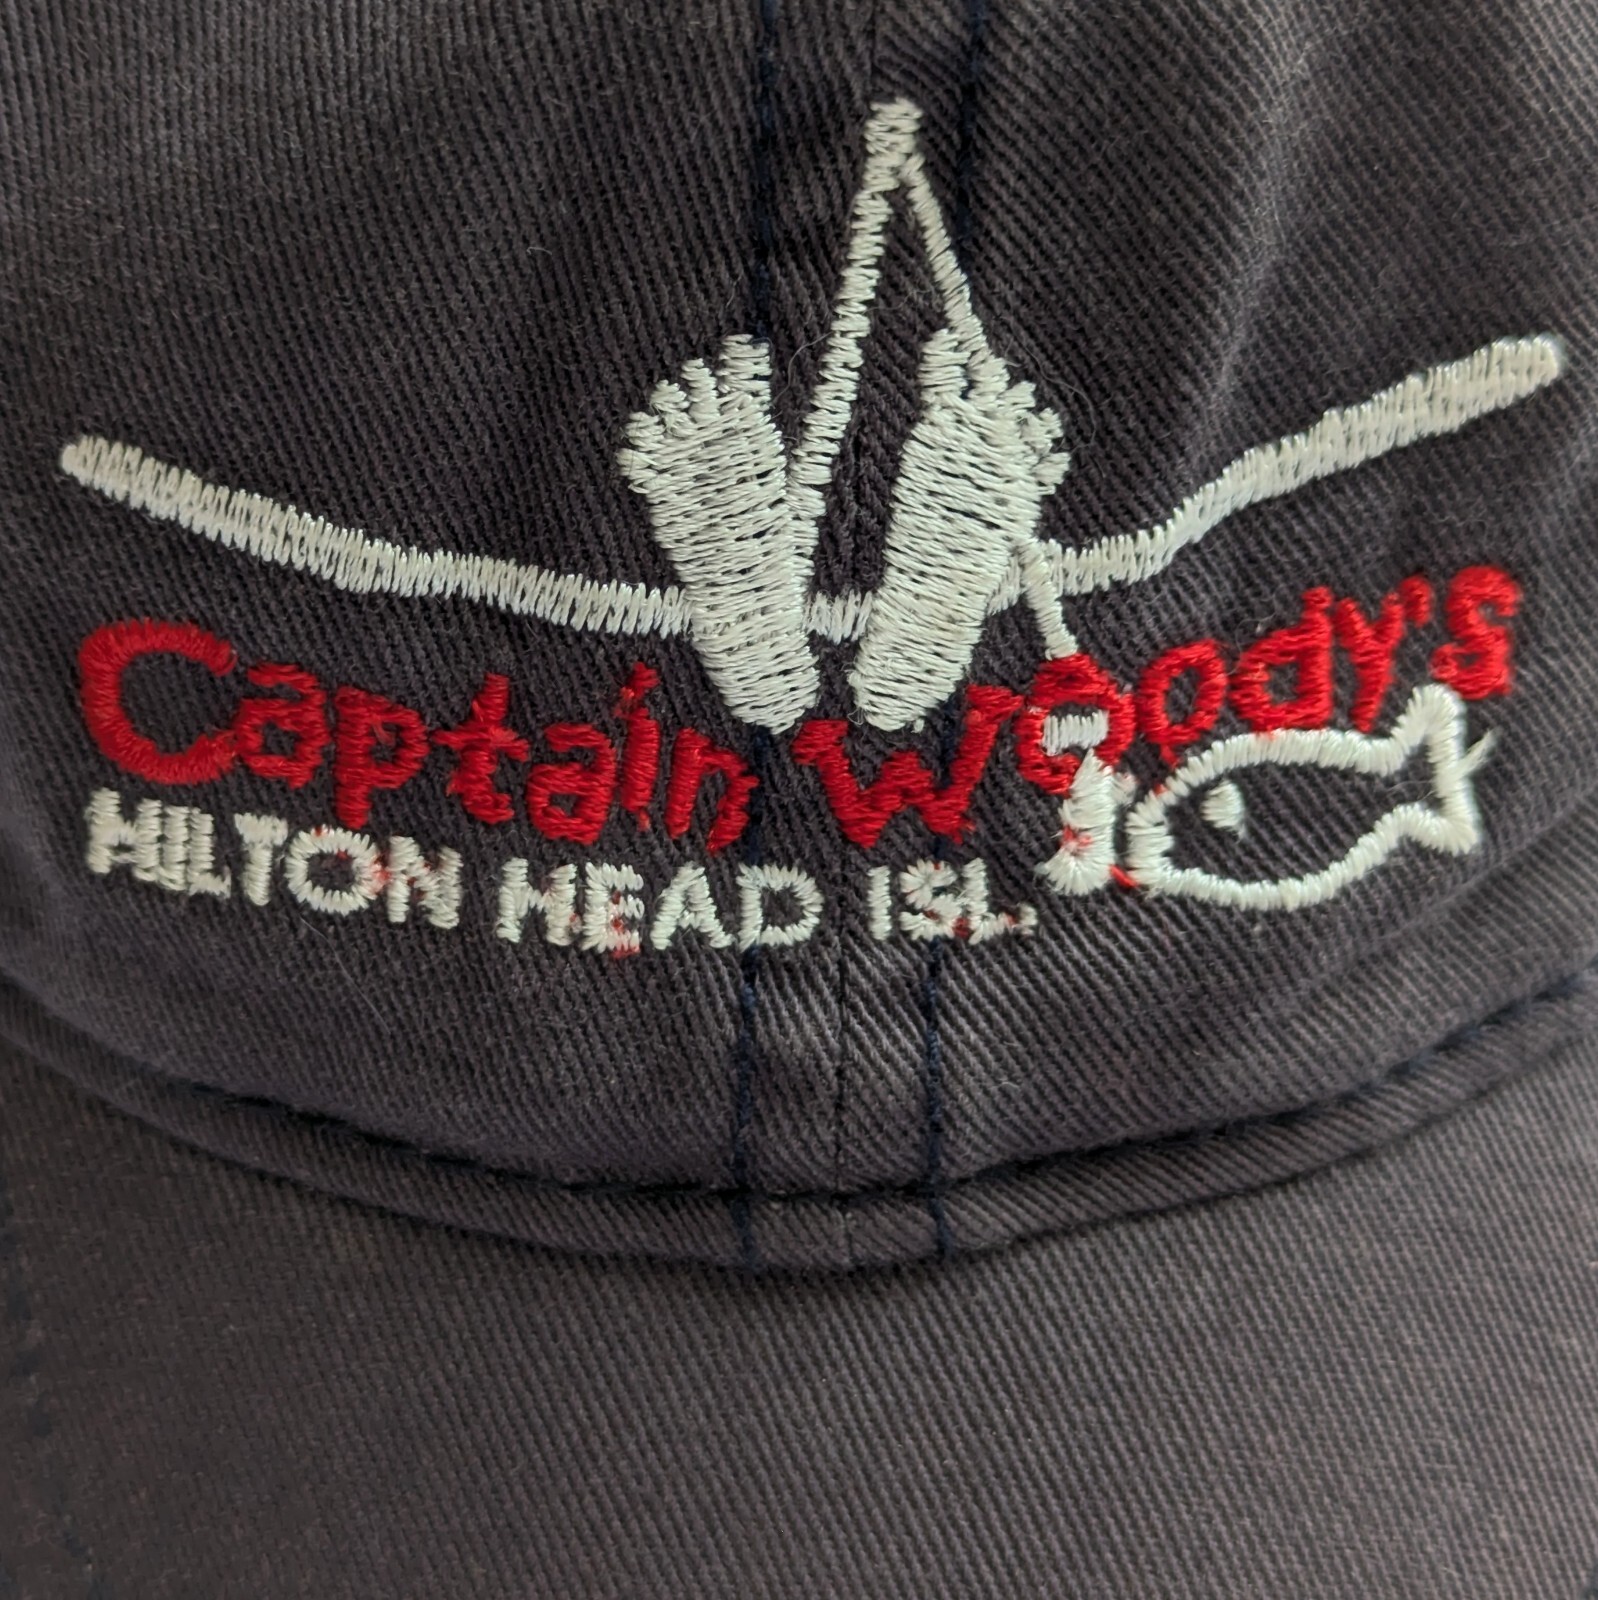 Captain Woody's
HILTON HEAD ISL.